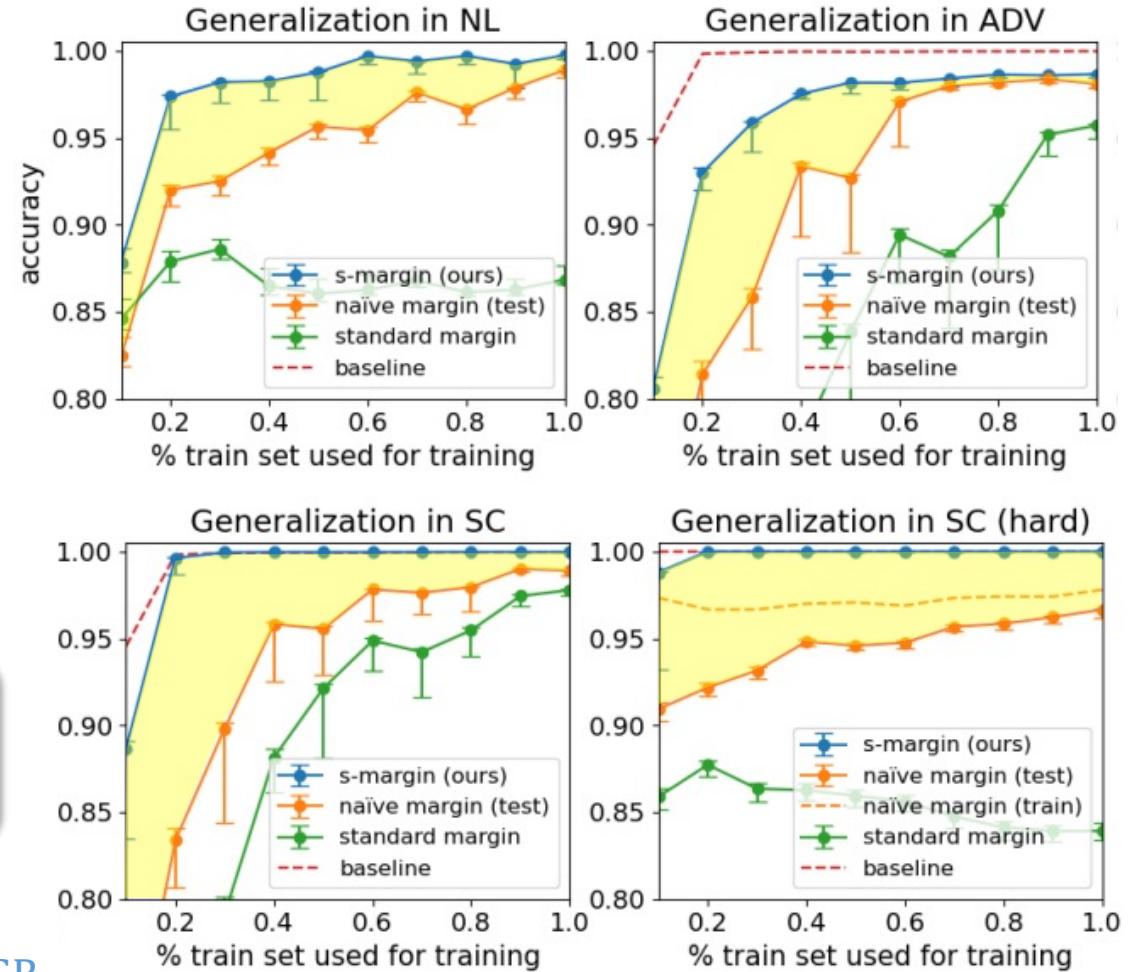 Generalization in NL
accuracy
1.00
0.95
0.90
0.85
0.80
s-margin (ours)
naïve margin (test)
standard margin
baseline
0.2 0.4 0.6 0.8 1.0
% train set used for training
Generalization in ADV
1.00
0.95
0.90
0.85
0.80
s-margin (ours)
naïve margin (test)
standard margin
baseline
0.2 0.4 0.6 0.8 1.0
% train set used for training
Generalization in SC
1.00
0.95
0.90
0.85
0.80
s-margin (ours)
naïve margin (test)
standard margin
baseline
0.2 0.4 0.6 0.8 1.0
% train set used for training
Generalization in SC (hard)
1.00
0.95
0.90
0.85
0.80
s-margin (ours)
naïve margin (test)
naïve margin (train)
standard margin
baseline
0.2 0.4 0.6 0.8 1.0
% train set used for training